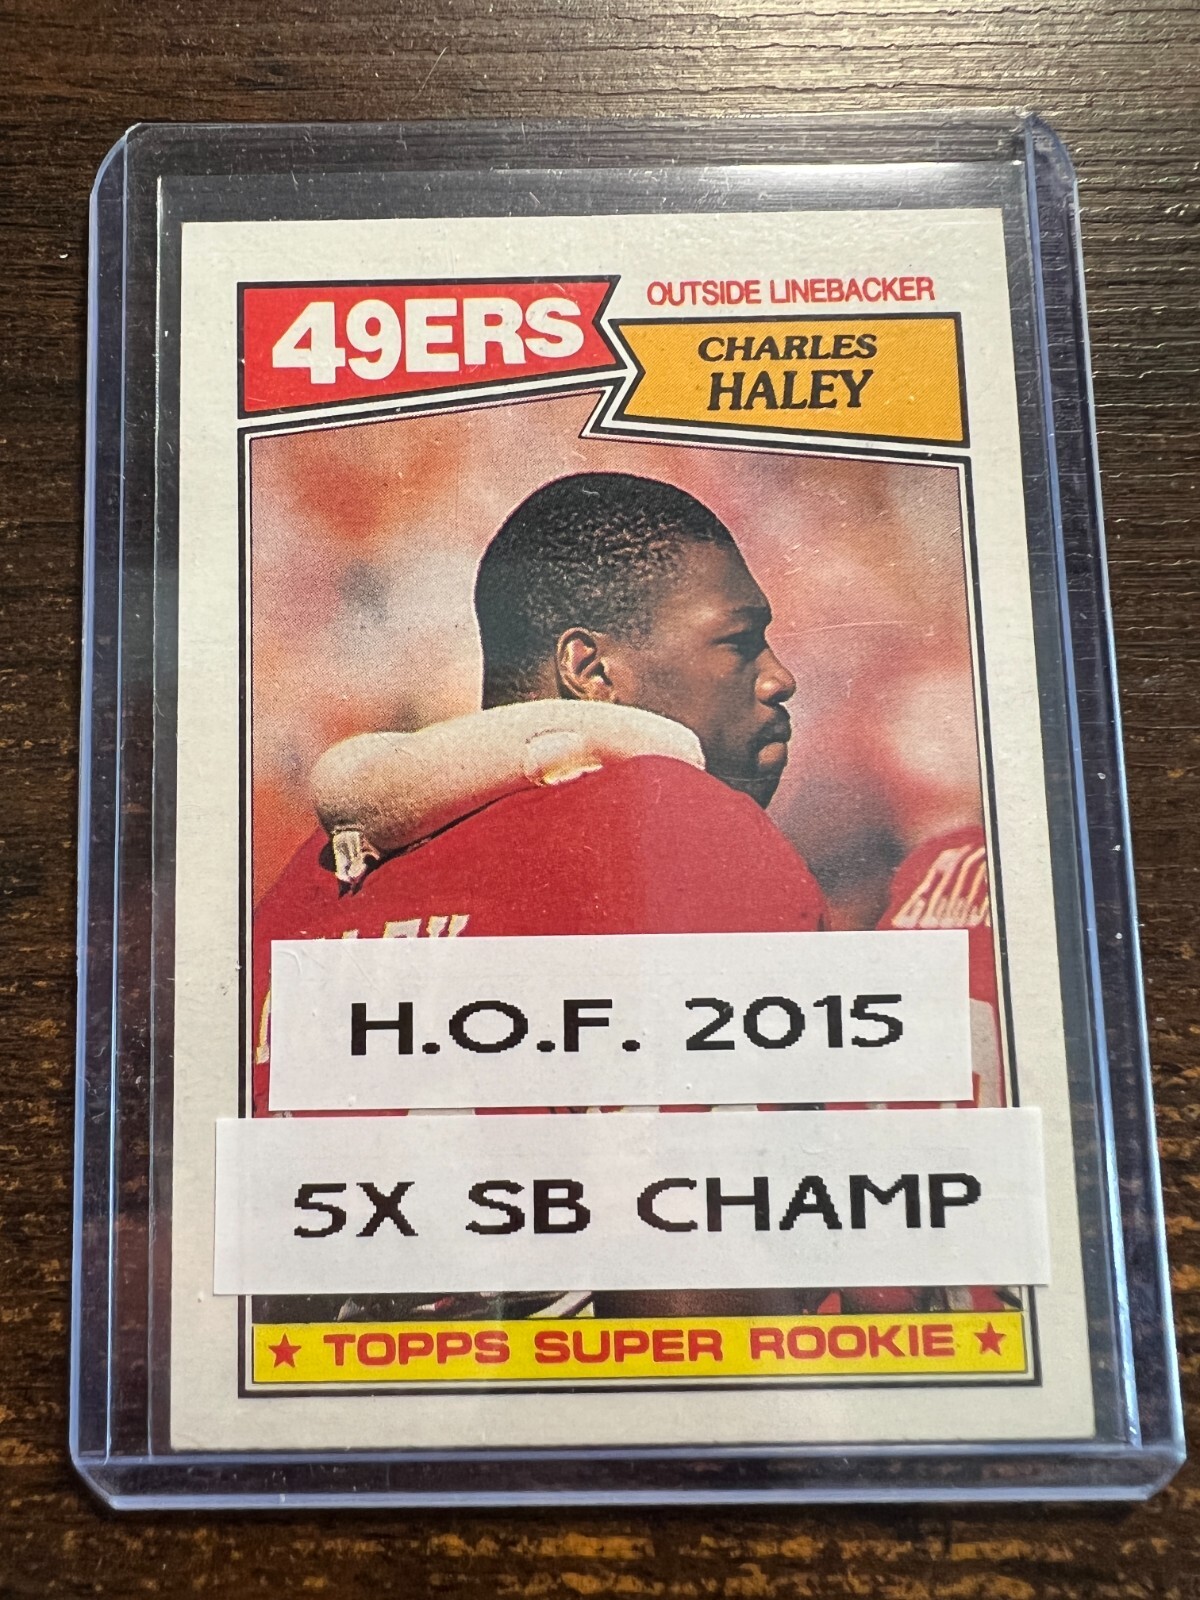 49ERS
OUTSIDE LINEBACKER
CHARLES
HALEY
H.O.F. 2015
5X SB CHAMP
★ TOPPS SUPER ROOKIE ★